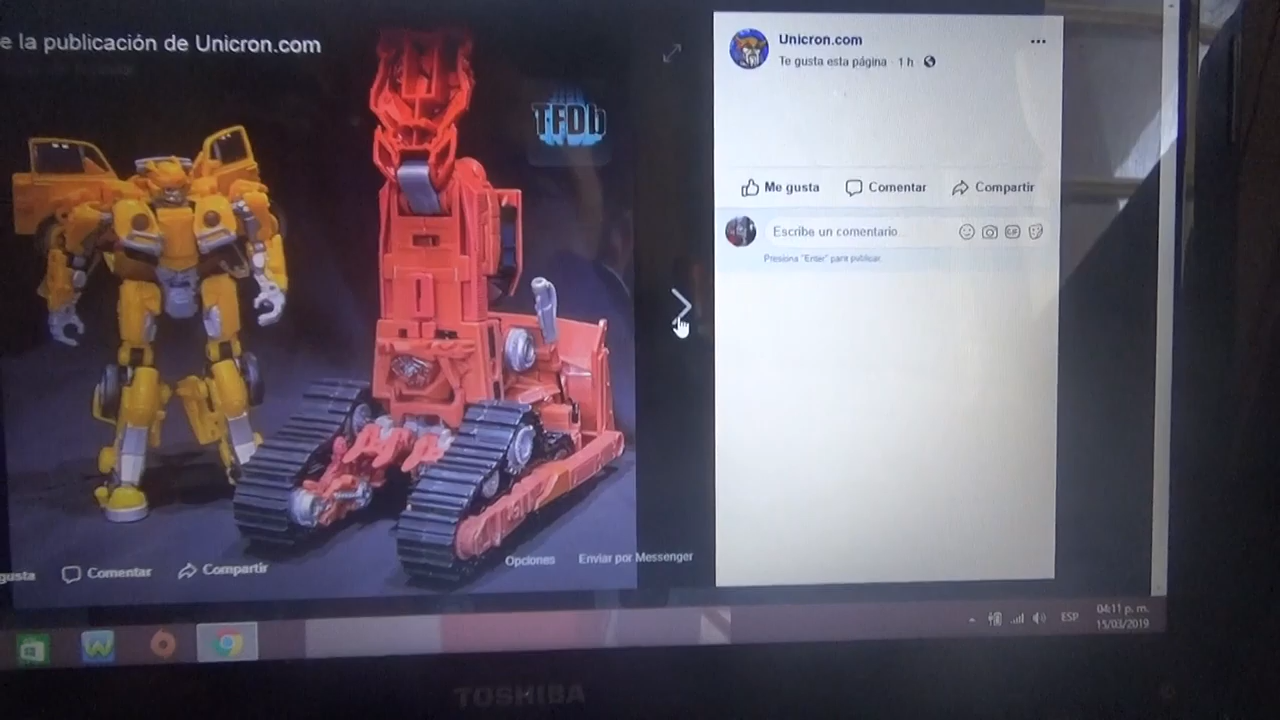 e la publicación de Unicron.com
TFDb
Unicron.com
Te gusta esta página · 1 h ·
Me gusta
Comentar
Compartir
Escribe un comentario...
Presiona "Enter" para publicar.
Opciones
Enviar por Messenger
gusta
Comentar
Compartir
ESP
04:11 p. m.
15/03/2019
TOSHIBA